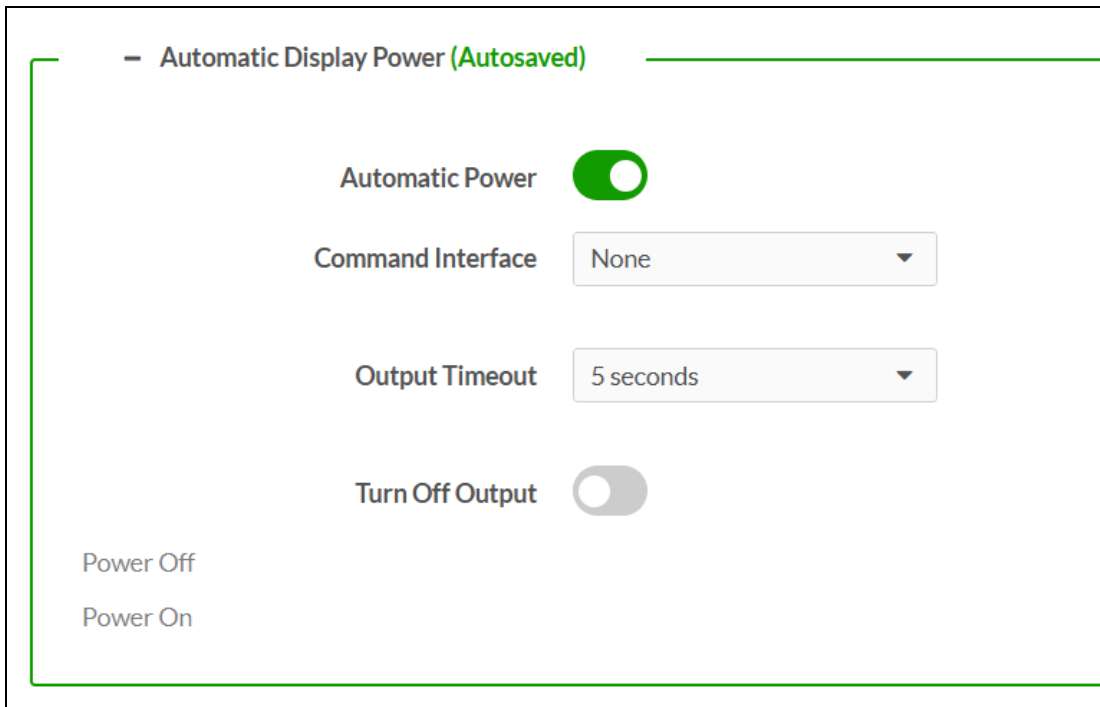 Automatic Display Power (Autosaved)
Automatic Power
Command Interface None
Output Timeout 5 seconds
Turn Off Output
Power Off
Power On